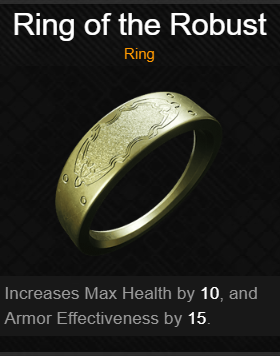 Ring of the Robust
Ring
Increases Max Health by 10, and
Armor Effectiveness by 15.